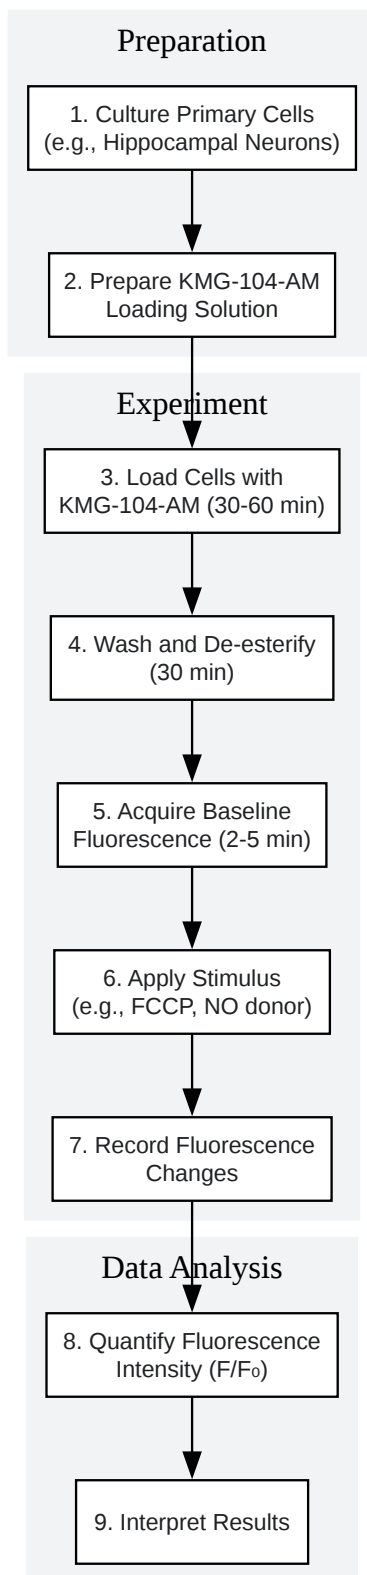 Preparation
1. Culture Primary Cells
(e.g., Hippocampal Neurons)
2. Prepare KMG-104-AM
Loading Solution
Experiment
3. Load Cells with
KMG-104-AM (30-60 min)
4. Wash and De-esterify
(30 min)
5. Acquire Baseline
Fluorescence (2-5 min)
6. Apply Stimulus
(e.g., FCCP, NO donor)
7. Record Fluorescence
Changes
Data Analysis
8. Quantify Fluorescence
Intensity (F/F₀)
9. Interpret Results